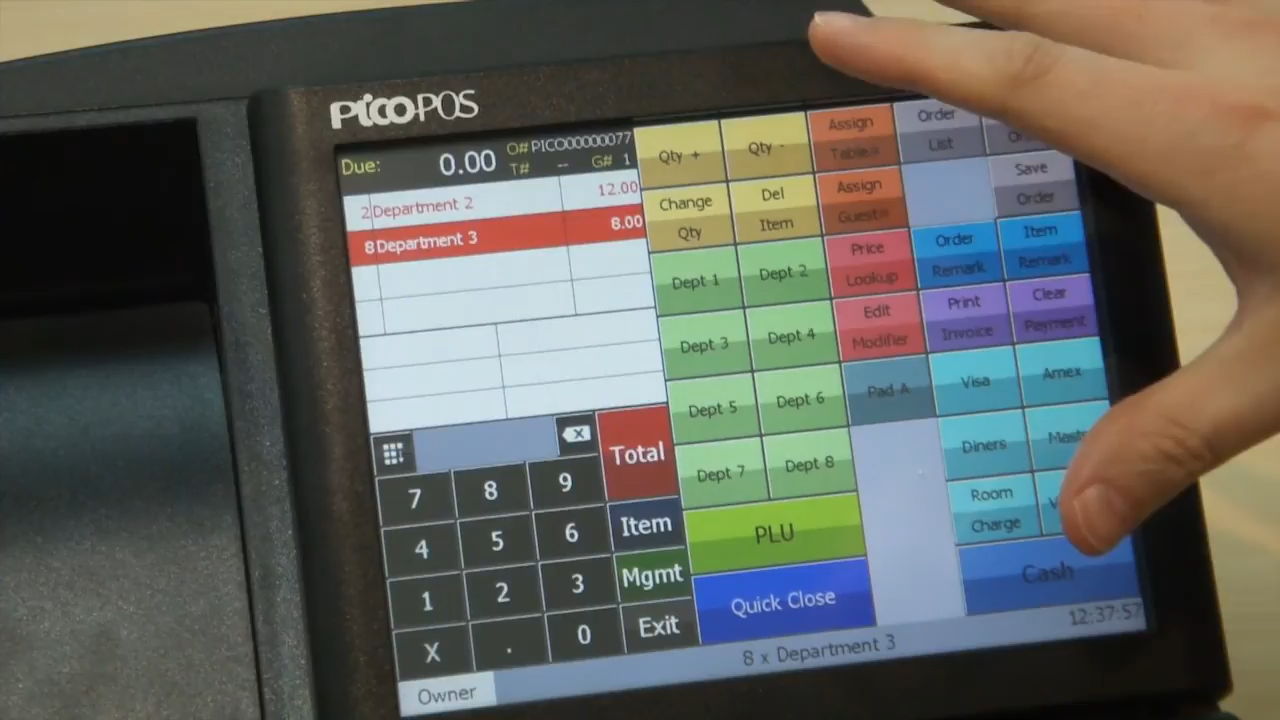 PiCOPOS
Due: 0.00 O# PICO00000077
T# -- G# 1
2 Department 2 12.00
8 Department 3 8.00
Qty +
Qty -
Assign
Table#
Order
List
Change
Qty
Del
Item
Assign
Guest#
Save
Order
Dept 1
Dept 2
Price
Lookup
Order
Remark
Item
Remark
Dept 3
Dept 4
Edit
Modifier
Print
Invoice
Clear
Payment
Dept 5
Dept 6
Pad A
Visa
Amex
Dept 7
Dept 8
Diners
Room
Charge
PLU
Quick Close
Cash
Total
7 8 9
Item
4 5 6
Mgmt
1 2 3
Exit
X . 0
12:37:57
8 x Department 3
Owner